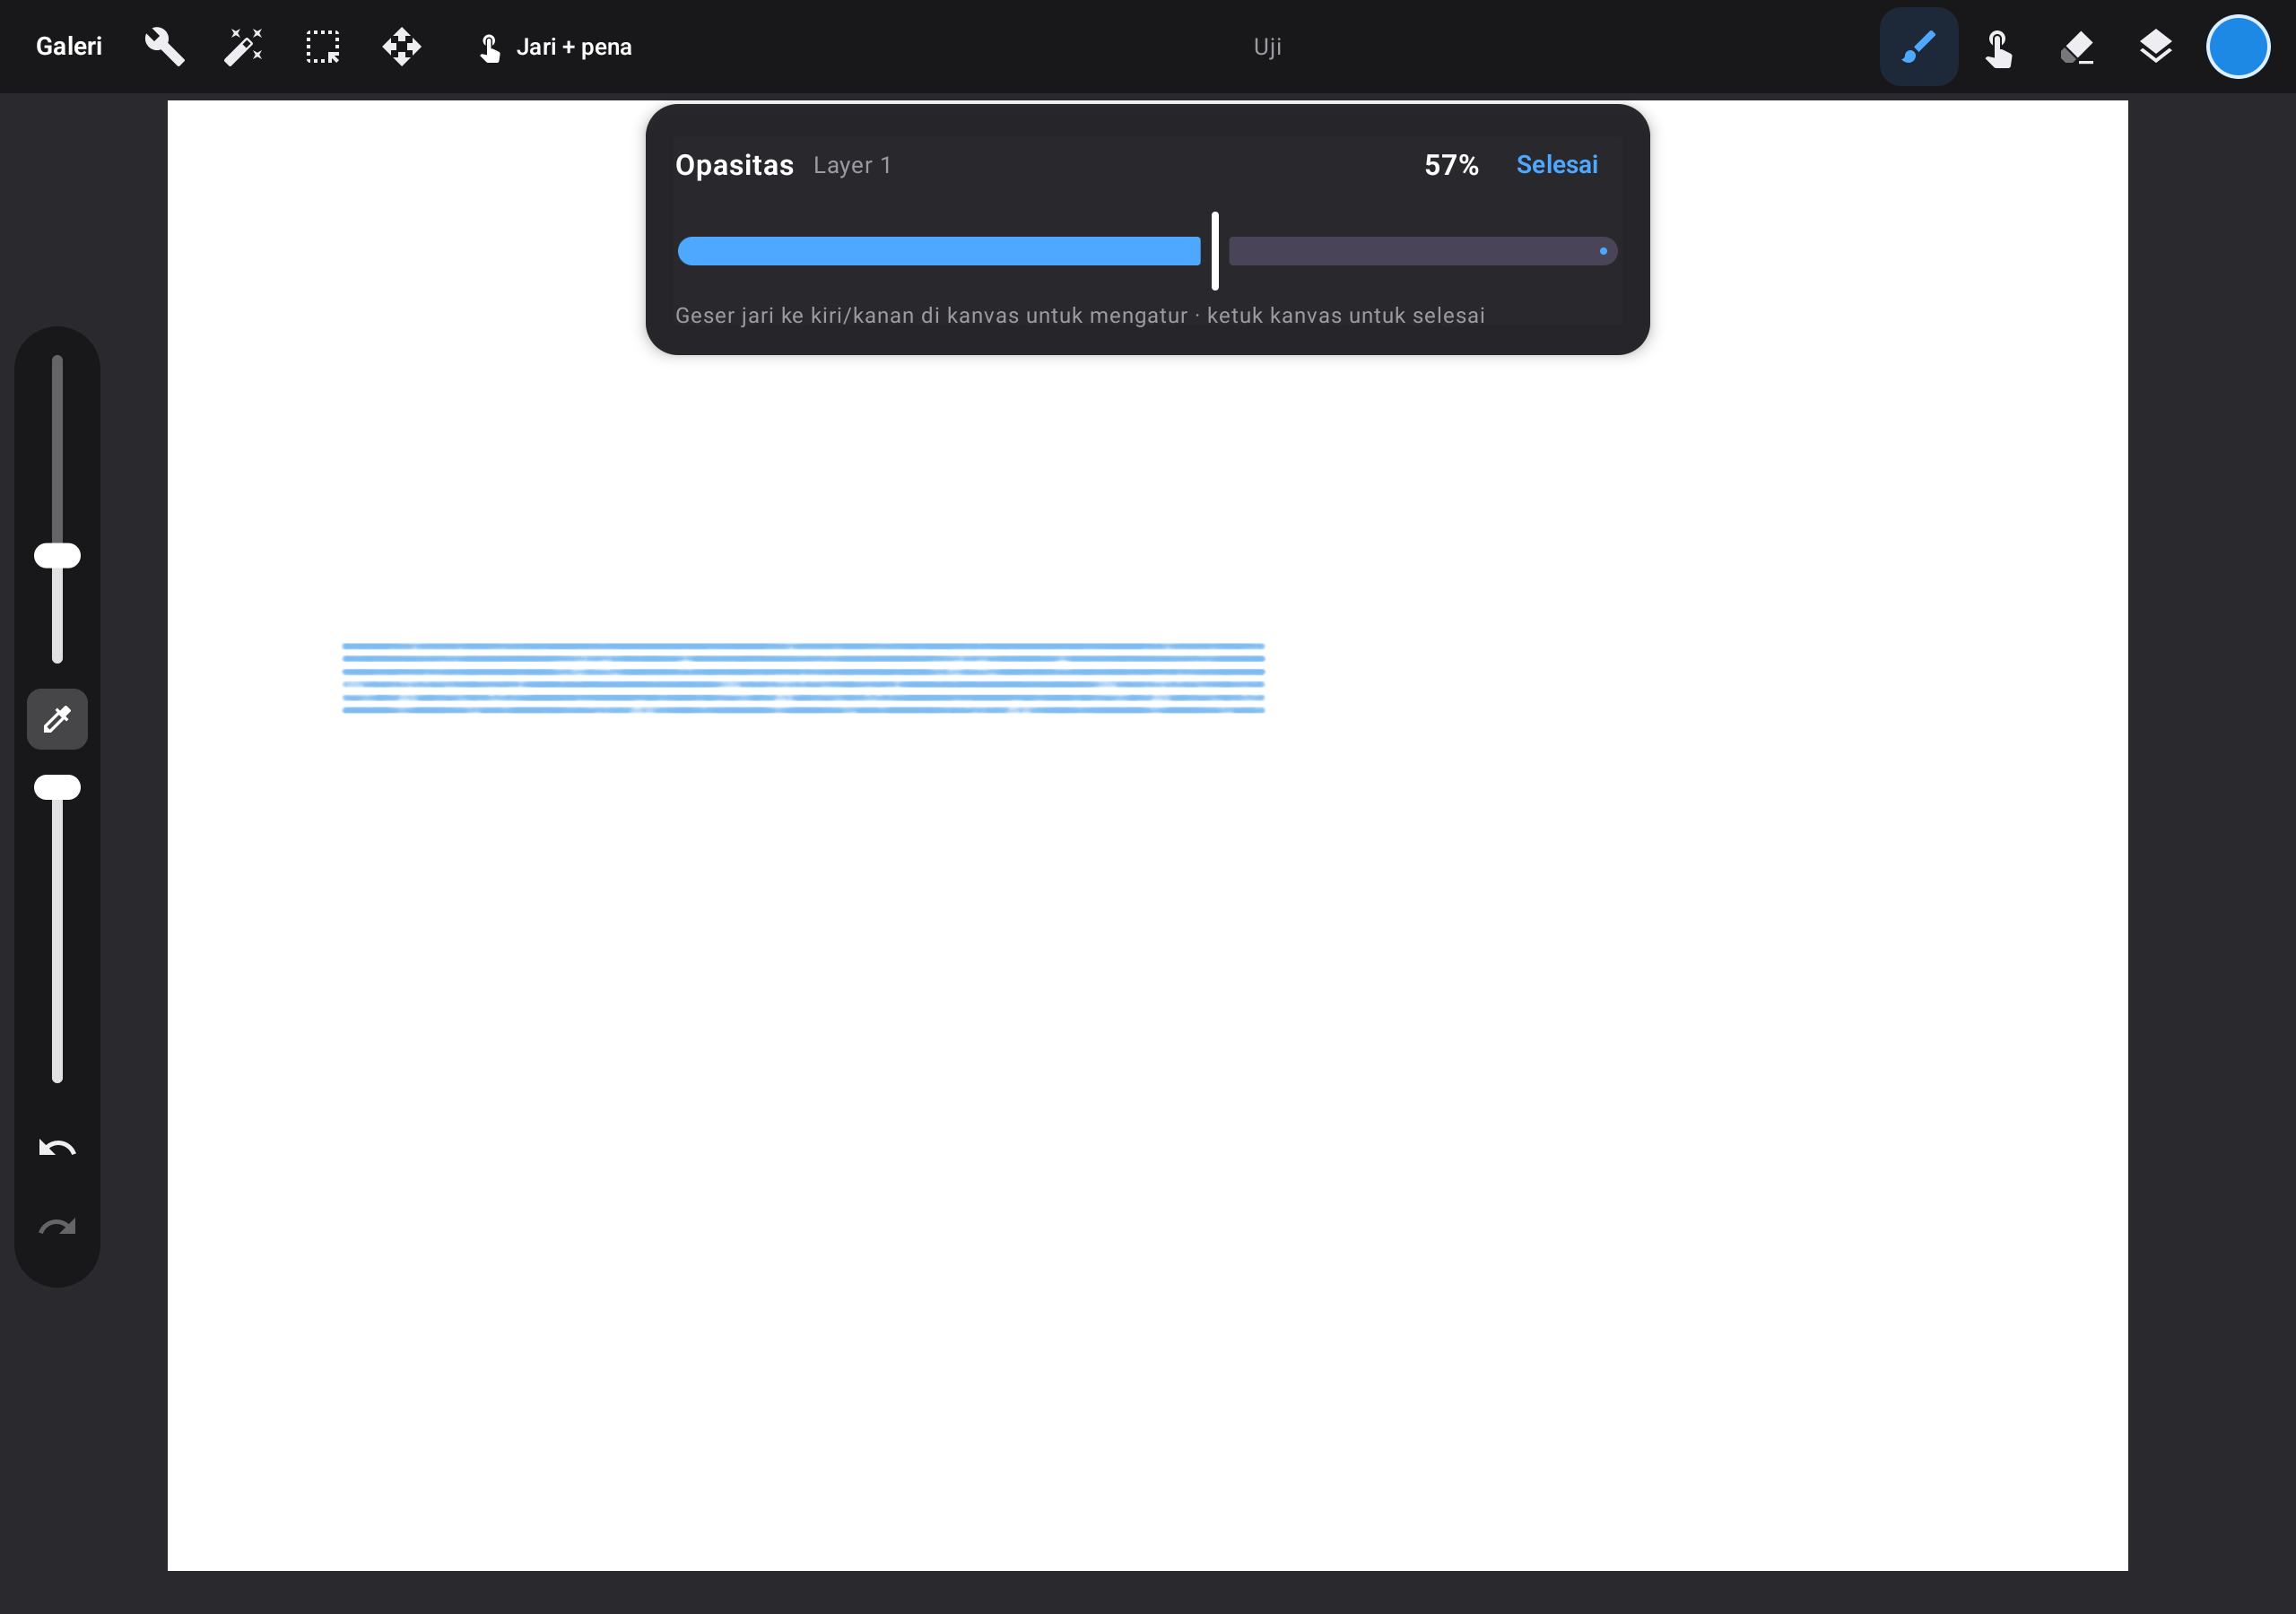 Galeri
Jari + pena
Uji
Opasitas Layer 1 57% Selesai
Geser jari ke kiri/kanan di kanvas untuk mengatur · ketuk kanvas untuk selesai